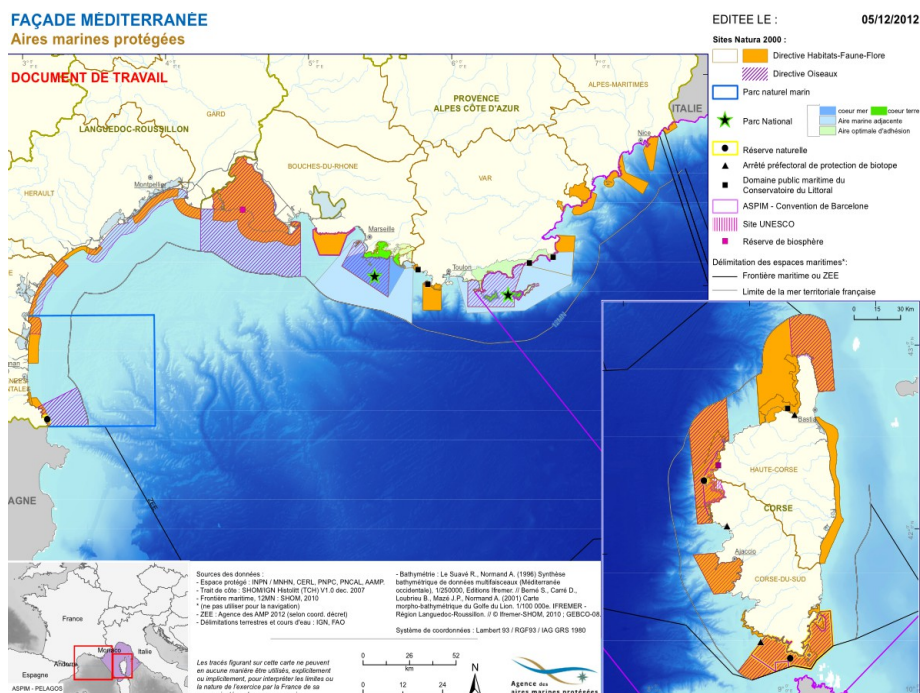 FAÇADE MÉDITERRANÉE
Aires marines protégées
DOCUMENT DE TRAVAIL
EDITEE LE : 05/12/2012
Sites Natura 2000 :
Directive Habitats-Faune-Flore
Directive Oiseaux
Parc naturel marin
Parc National
coeur mer
coeur terre
Aire marine adjacente
Aire optimale d'adhésion
Réserve naturelle
Arrêté préfectoral de protection de biotope
Domaine public maritime du
Conservatoire du Littoral
ASPIM - Convention de Barcelone
Site UNESCO
Réserve de biosphère
Délimitation des espaces maritimes*:
Frontière maritime ou ZEE
Limite de la mer territoriale française
0 15 30 Km
ALPES-MARITIMES
ITALIE
PROVENCE
ALPES CÔTE D'AZUR
GARD
LANGUEDOC-ROUSSILLON
Nice
BOUCHES-DU-RHONE
VAR
Montpellier
HERAULT
Marseille
Toulon
12MN
ZEE
AGNE
Bastia
HAUTE-CORSE
CORSE
Ajaccio
CORSE-DU-SUD
France
Monaco
Italie
Andorre
Espagne
ASPIM - PELAGOS
Sources des données :
- Espace protégé : INPN / MNHN, CERL, PNPC, PNCAL, AAMP.
- Trait de côte : SHOM/IGN Histolitt (TCH) V1.0 dec. 2007
- Frontière maritime, 12MN : SHOM, 2010
* (ne pas utiliser pour la navigation)
- ZEE : Agence des AMP 2012 (selon coord. décret)
- Délimitations terrestres et cours d'eau : IGN, FAO
- Bathymétrie : Le Suavé R., Normand A. (1996) Synthèse
bathymétrique de données multifaisceaux (Méditerranée
occidentale), 1/250000, Editions Ifremer. // Berné S., Carré D.,
Loubrieu B., Mazé J.P., Normand A. (2001) Carte
morpho-bathymétrique du Golfe du Lion. 1/100 000e. IFREMER -
Région Languedoc-Roussillon. // © Ifremer-SHOM, 2010 ; GEBCO-08.
Système de coordonnées : Lambert 93 / RGF93 / IAG GRS 1980
Les tracés figurant sur cette carte ne peuvent
en aucune manière être utilisés, explicitement
ou implicitement, pour interpréter les limites ou
la nature de l'exercice par la France de sa
0 26 52
km
0 12 24
N
Agence des
aires marines protégées